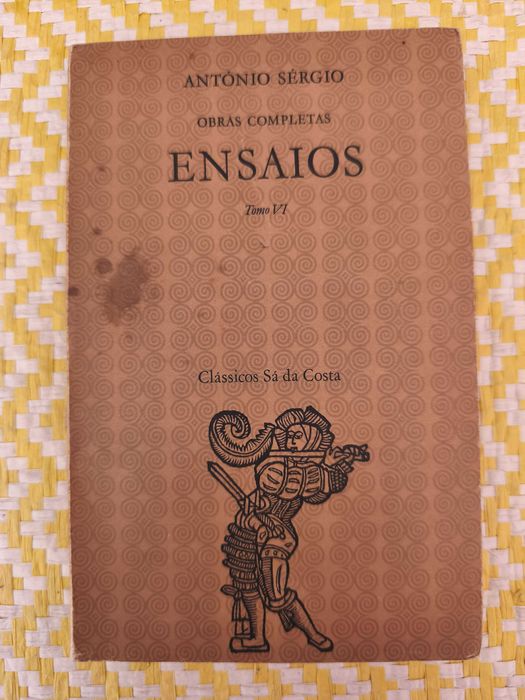 ANTÓNIO SÉRGIO
OBRAS COMPLETAS
ENSAIOS
Tomo VI
Clássicos Sá da Costa